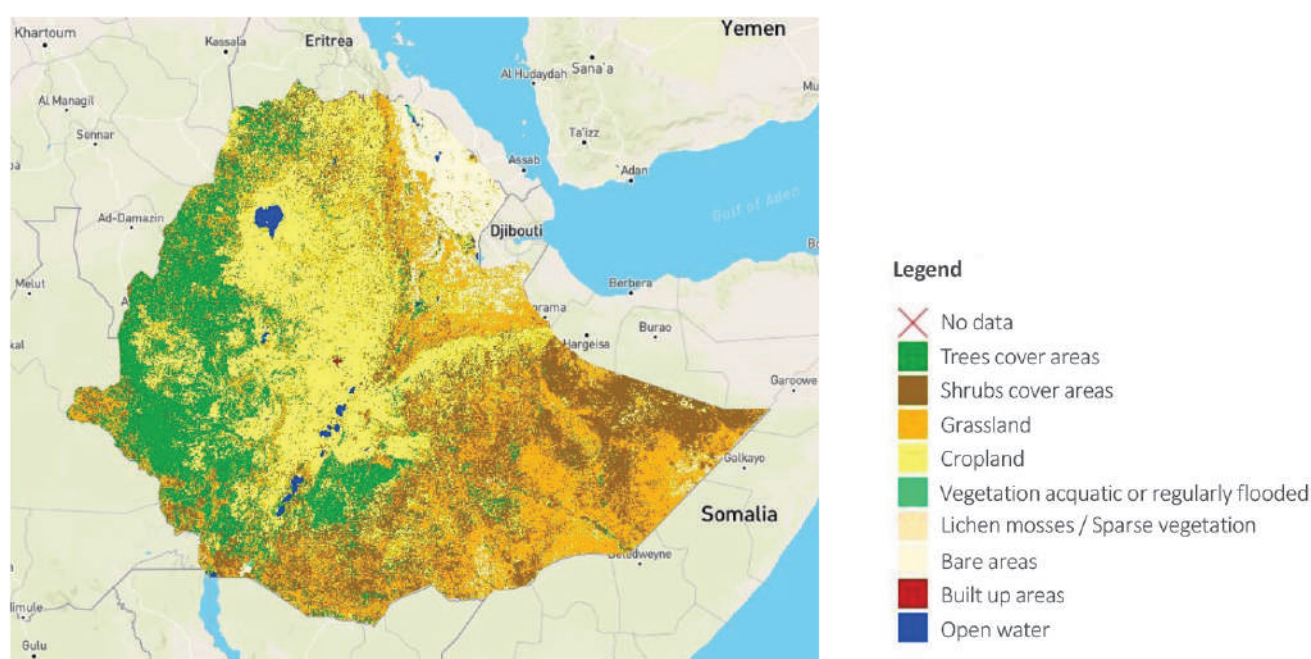 Khartoum
Kassala
Eritrea
Yemen
Al Hudaydah
Sana'a
Al Managil
Sennar
Ta'izz
Assab
`Adan
Ad-Damazin
Djibouti
Gulf of Aden
Melut
Berbera
Burao
Hargeisa
Garoowe
Galkayo
Somalia
Gulu
Legend
No data
Trees cover areas
Shrubs cover areas
Grassland
Cropland
Vegetation acquatic or regularly flooded
Lichen mosses / Sparse vegetation
Bare areas
Built up areas
Open water